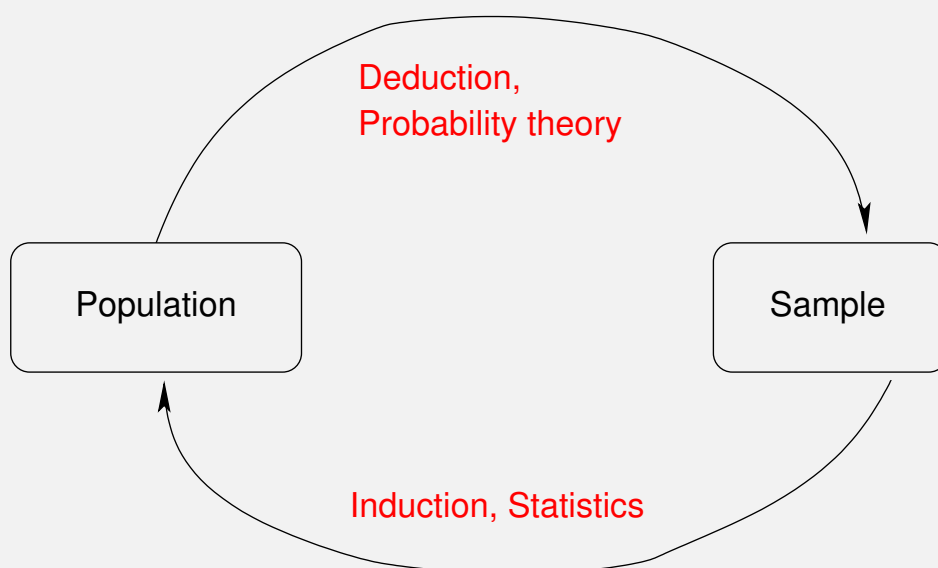 Deduction,
Probability theory
Population
Sample
Induction, Statistics